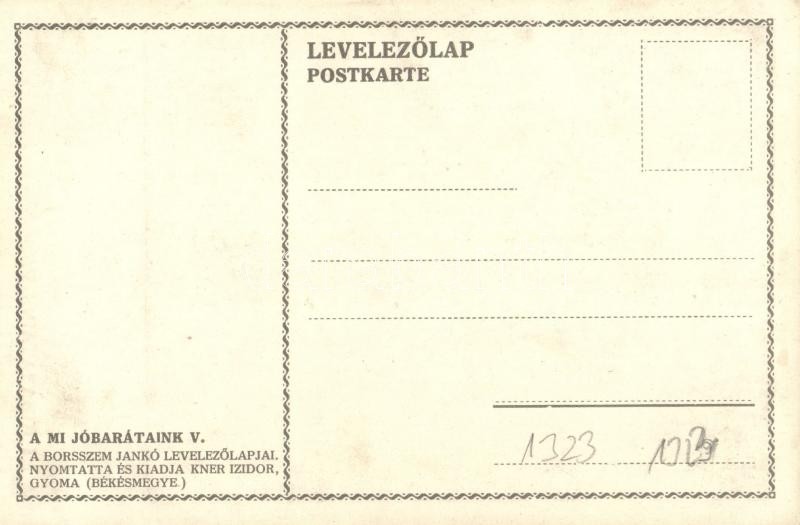 LEVELEZŐLAP
POSTKARTE
A MI JÓBARÁTAINK V.
A BORSSZEM JANKÓ LEVELEZŐLAPJAI.
NYOMTATTA ÉS KIADJA KNER IZIDOR,
GYOMA (BÉKÉSMEGYE.)
1323